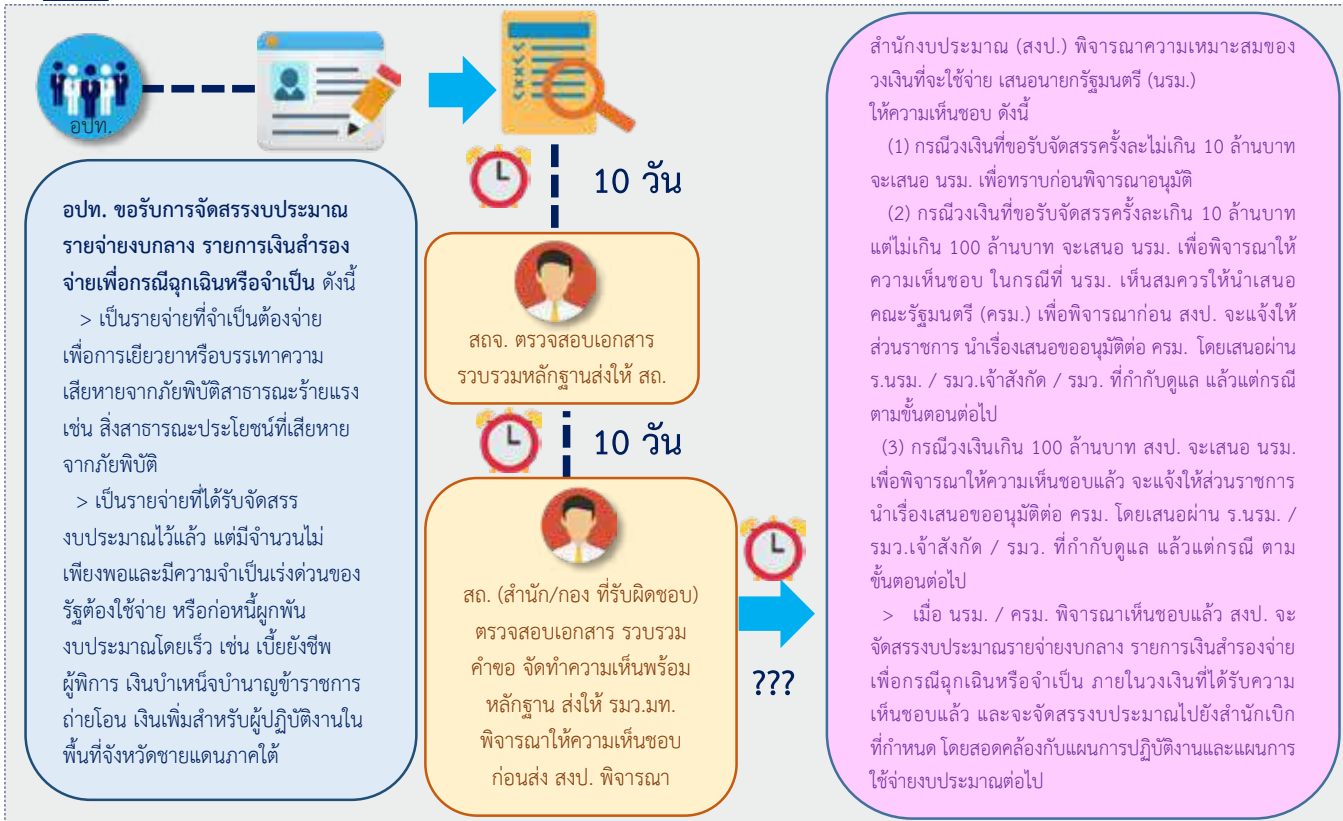 อปท.
อปท. ขอรับการจัดสรรงบประมาณ
รายจ่ายงบกลาง รายการเงินสำรอง
จ่ายเพื่อกรณีฉุกเฉินหรือจำเป็น ดังนี้
> เป็นรายจ่ายที่จำเป็นต้องจ่าย
เพื่อการเยียวยาหรือบรรเทาความ
เสียหายจากภัยพิบัติสาธารณะร้ายแรง
เช่น สิ่งสาธารณะประโยชน์ที่เสียหาย
จากภัยพิบัติ
> เป็นรายจ่ายที่ได้รับจัดสรร
งบประมาณไว้แล้ว แต่มีจำนวนไม่
เพียงพอและมีความจำเป็นเร่งด่วนของ
รัฐต้องใช้จ่าย หรือก่อหนี้ผูกพัน
งบประมาณโดยเร็ว เช่น เบี้ยยังชีพ
ผู้พิการ เงินบำเหน็จบำนาญข้าราชการ
ถ่ายโอน เงินเพิ่มสำหรับผู้ปฏิบัติงานใน
พื้นที่จังหวัดชายแดนภาคใต้
10 วัน
สถจ. ตรวจสอบเอกสาร
รวบรวมหลักฐานส่งให้ สถ.
10 วัน
สถ. (สำนัก/กอง ที่รับผิดชอบ)
ตรวจสอบเอกสาร รวบรวม
คำขอ จัดทำความเห็นพร้อม
หลักฐาน ส่งให้ รมว.มท.
พิจารณาให้ความเห็นชอบ
ก่อนส่ง สงป. พิจารณา
???
สำนักงบประมาณ (สงป.) พิจารณาความเหมาะสมของ
วงเงินที่จะใช้จ่าย เสนอนายกรัฐมนตรี (นรม.)
ให้ความเห็นชอบ ดังนี้
(1) กรณีวงเงินที่ขอรับจัดสรรครั้งละไม่เกิน 10 ล้านบาท
จะเสนอ นรม. เพื่อทราบก่อนพิจารณาอนุมัติ
(2) กรณีวงเงินที่ขอรับจัดสรรครั้งละเกิน 10 ล้านบาท
แต่ไม่เกิน 100 ล้านบาท จะเสนอ นรม. เพื่อพิจารณาให้
ความเห็นชอบ ในกรณีที่ นรม. เห็นสมควรให้นำเสนอ
คณะรัฐมนตรี (ครม.) เพื่อพิจารณาก่อน สงป. จะแจ้งให้
ส่วนราชการ นำเรื่องเสนอขออนุมัติต่อ ครม. โดยเสนอผ่าน
ร.นรม. / รมว.เจ้าสังกัด / รมว. ที่กำกับดูแล แล้วแต่กรณี
ตามขั้นตอนต่อไป
(3) กรณีวงเงินเกิน 100 ล้านบาท สงป. จะเสนอ นรม.
เพื่อพิจารณาให้ความเห็นชอบแล้ว จะแจ้งให้ส่วนราชการ
นำเรื่องเสนอขออนุมัติต่อ ครม. โดยเสนอผ่าน ร.นรม. /
รมว.เจ้าสังกัด / รมว. ที่กำกับดูแล แล้วแต่กรณี ตาม
ขั้นตอนต่อไป
> เมื่อ นรม. / ครม. พิจารณาเห็นชอบแล้ว สงป. จะ
จัดสรรงบประมาณรายจ่ายงบกลาง รายการเงินสำรองจ่าย
เพื่อกรณีฉุกเฉินหรือจำเป็น ภายในวงเงินที่ได้รับความ
เห็นชอบแล้ว และจะจัดสรรงบประมาณไปยังสำนักเบิก
ที่กำหนด โดยสอดคล้องกับแผนการปฏิบัติงานและแผนการ
ใช้จ่ายงบประมาณต่อไป